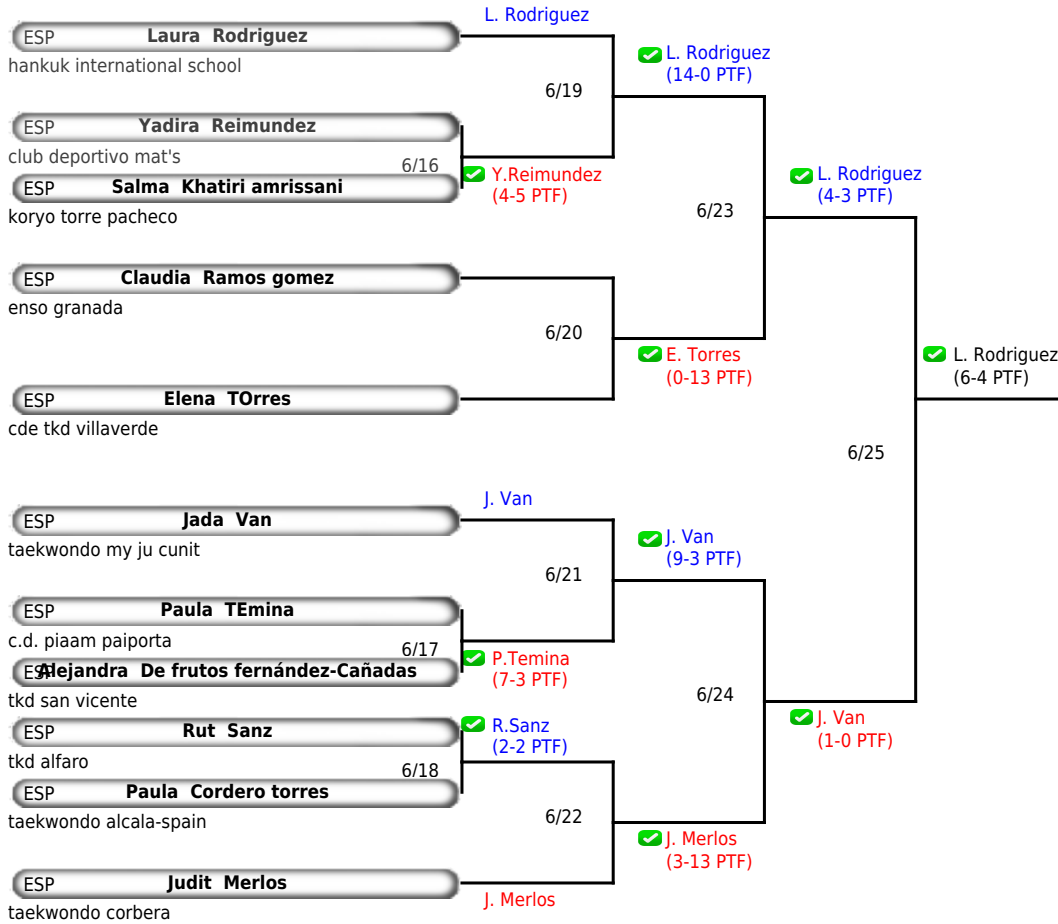 L. Rodriguez
ESP Laura Rodriguez
hankuk international school
L. Rodriguez
(14-0 PTF)
6/19
ESP Yadira Reimundez
club deportivo mat's
6/16
Y.Reimundez
(4-5 PTF)
ESP Salma Khatiri amrissani
koryo torre pacheco
L. Rodriguez
(4-3 PTF)
6/23
ESP Claudia Ramos gomez
enso granada
6/20
E. Torres
(0-13 PTF)
L. Rodriguez
(6-4 PTF)
ESP Elena TOrres
cde tkd villaverde
6/25
J. Van
ESP Jada Van
taekwondo my ju cunit
J. Van
(9-3 PTF)
6/21
ESP Paula TEmina
c.d. piaam paiporta
6/17
P.Temina
(7-3 PTF)
ESP Alejandra De frutos fernández-Cañadas
tkd san vicente
6/24
J. Van
(1-0 PTF)
ESP Rut Sanz
R.Sanz
(2-2 PTF)
tkd alfaro
6/18
ESP Paula Cordero torres
taekwondo alcala-spain
6/22
J. Merlos
(3-13 PTF)
ESP Judit Merlos
J. Merlos
taekwondo corbera